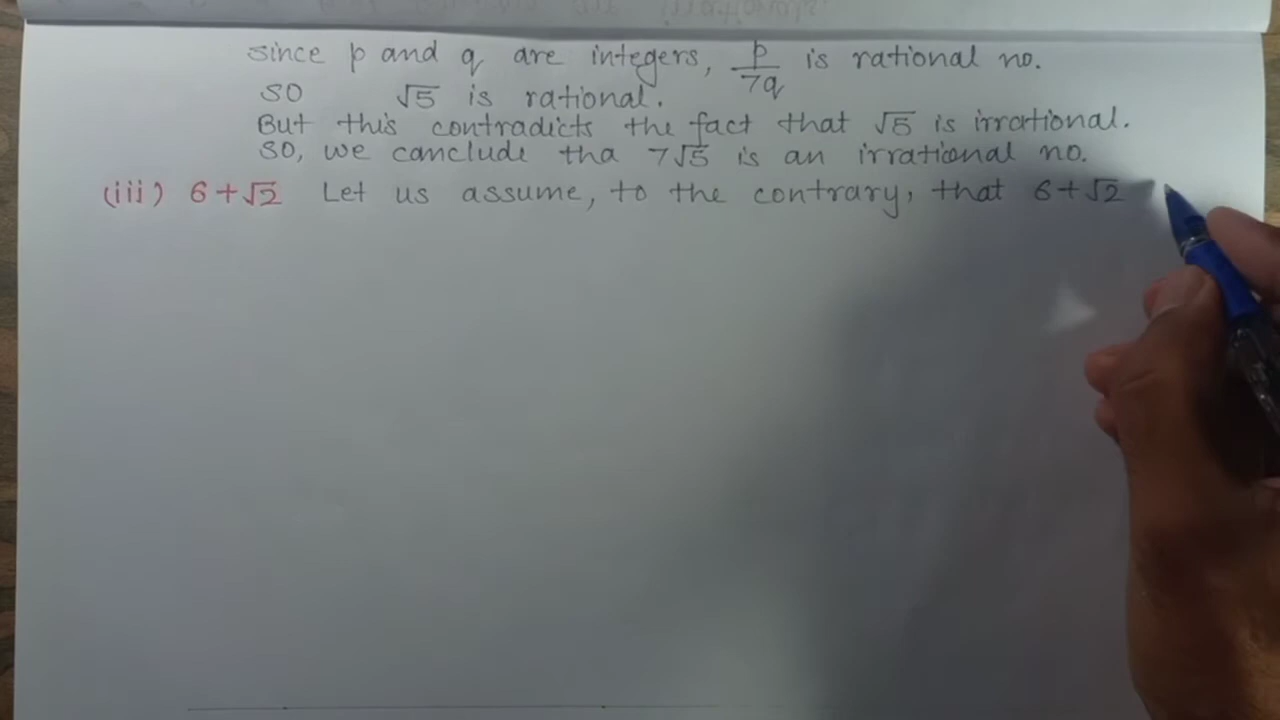 since p and q are integers, p/7q is rational no.
so √5 is rational.
But this contradicts the fact that √5 is irrational.
so, we conclude tha 7√5 is an irrational no.
(iii) 6+√2 Let us assume, to the contrary, that 6+√2